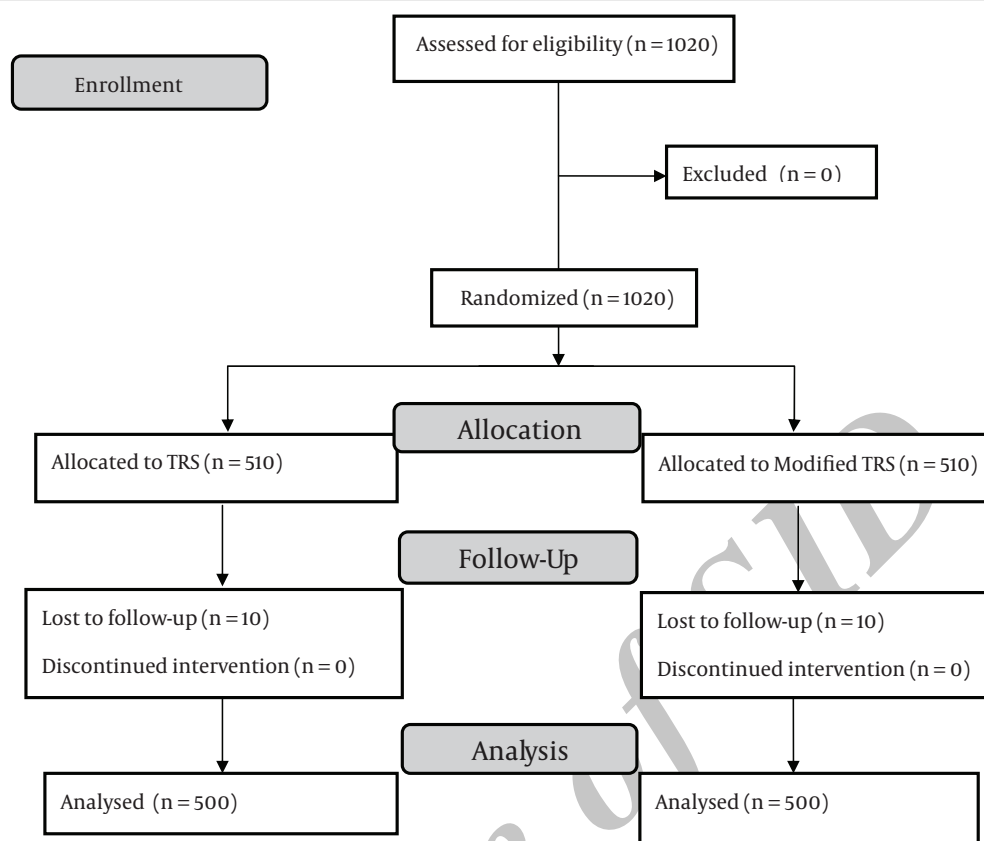 Assessed for eligibility (n = 1020)
Enrollment
Excluded (n = 0)
Randomized (n = 1020)
Allocation
Allocated to TRS (n = 510)
Allocated to Modified TRS (n = 510)
Follow-Up
Lost to follow-up (n = 10)
Discontinued intervention (n = 0)
Lost to follow-up (n = 10)
Discontinued intervention (n = 0)
Analysis
Analysed (n = 500)
Analysed (n = 500)
of SID